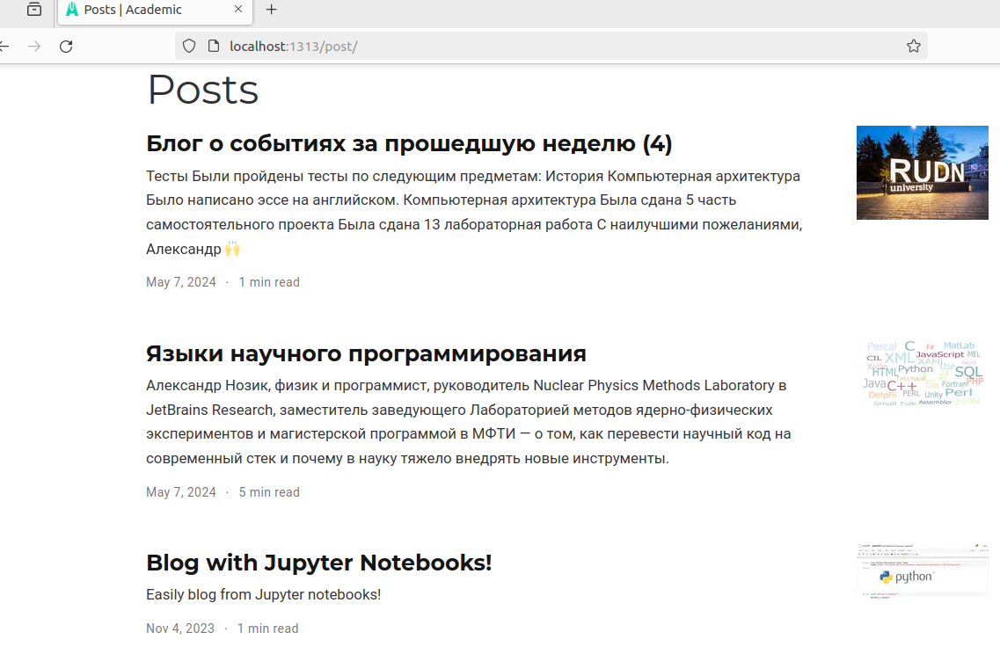 Posts | Academic
localhost:1313/post/
Posts
Блог о событиях за прошедшую неделю (4)
Тесты Были пройдены тесты по следующим предметам: История Компьютерная архитектура
Было написано эссе на английском. Компьютерная архитектура Была сдана 5 часть
самостоятельного проекта Была сдана 13 лабораторная работа С наилучшими пожеланиями,
Александр 🙌
May 7, 2024 · 1 min read
RUDN
university
Языки научного программирования
Александр Нозик, физик и программист, руководитель Nuclear Physics Methods Laboratory в
JetBrains Research, заместитель заведующего Лабораторией методов ядерно-физических
экспериментов и магистерской программой в МФТИ — о том, как перевести научный код на
современный стек и почему в науку тяжело внедрять новые инструменты.
May 7, 2024 · 5 min read
Pascal C F# MatLab
CIL XML JavaScript MEL
XAML
Kotlin HTML Python DSP SQL
Java C++ C# Fortran PHP
Delphi PERL Unity Perl
Small Talk Assembler JSON
Blog with Jupyter Notebooks!
Easily blog from Jupyter notebooks!
Nov 4, 2023 · 1 min read
python